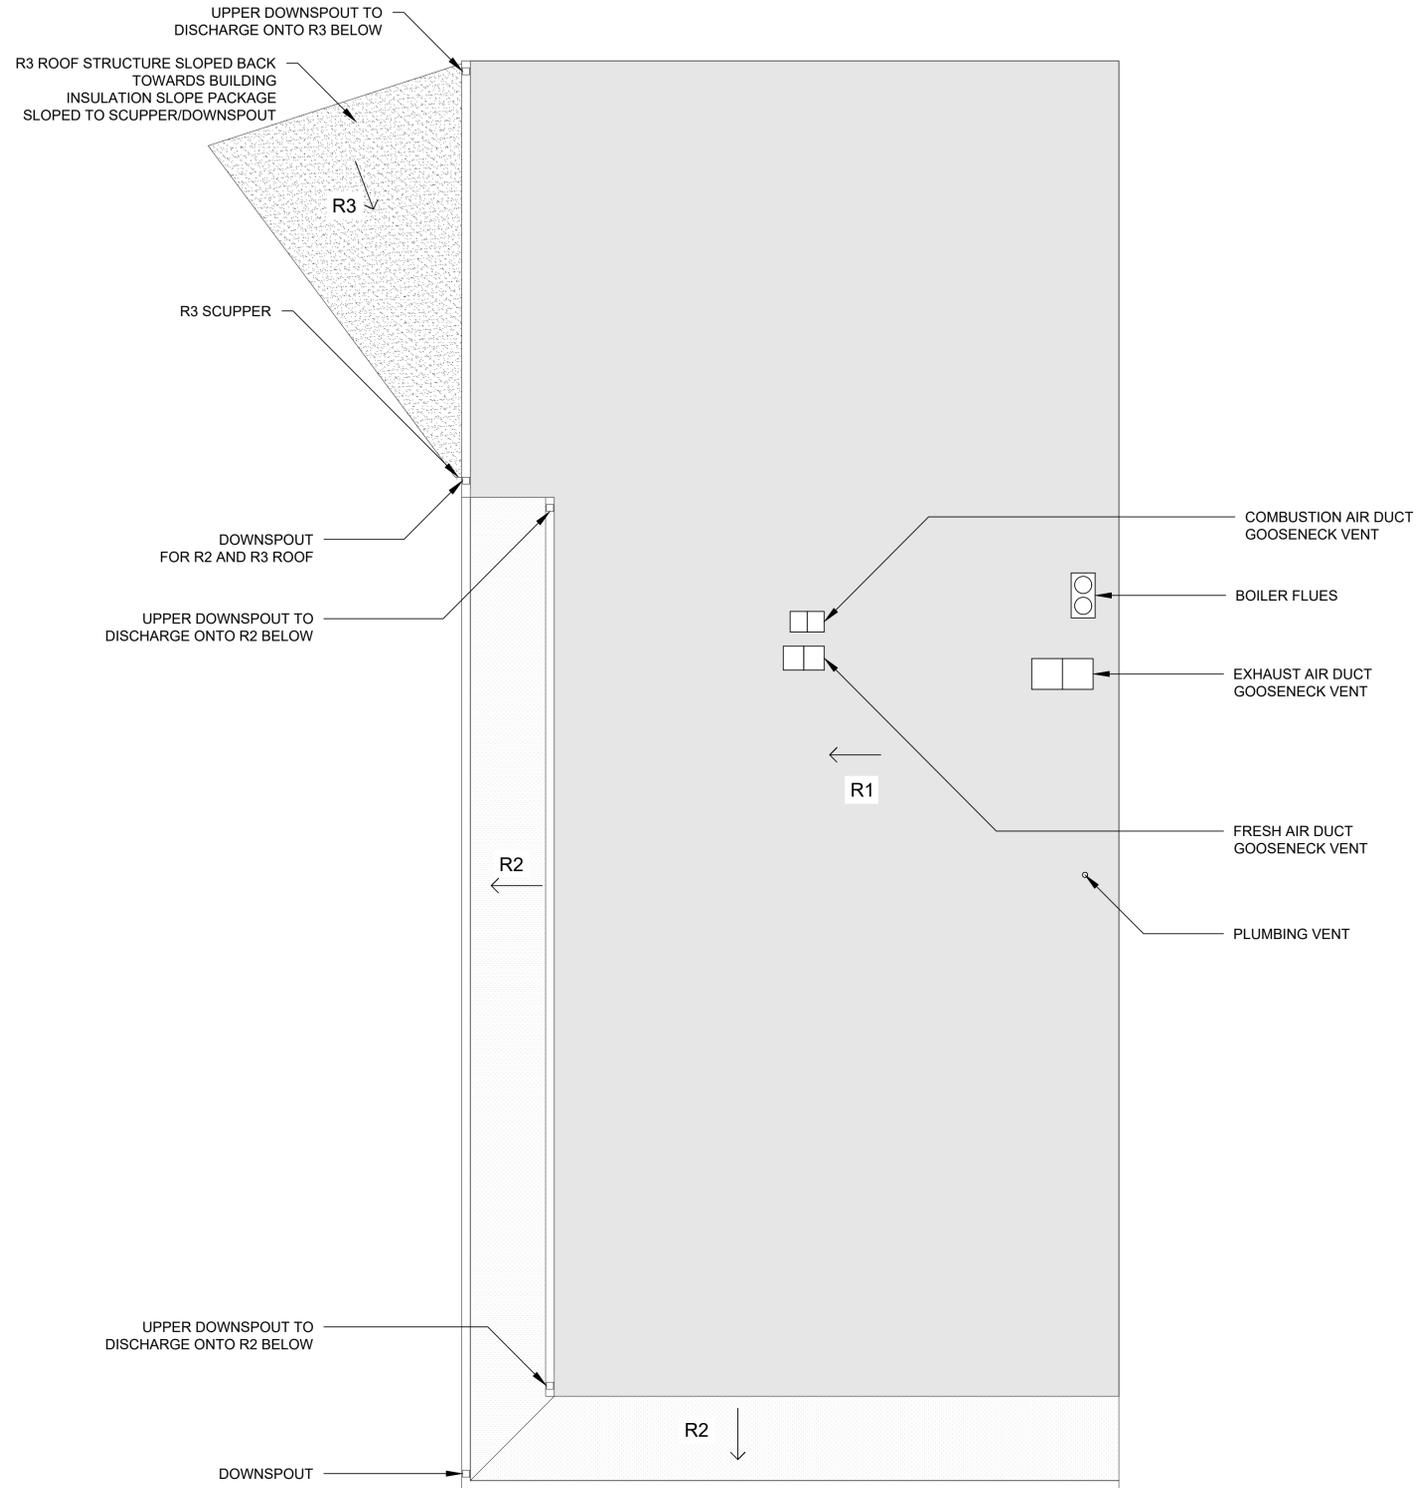 UPPER DOWNSPOUT TO
DISCHARGE ONTO R3 BELOW
R3 ROOF STRUCTURE SLOPED BACK
TOWARDS BUILDING
INSULATION SLOPE PACKAGE
SLOPED TO SCUPPER/DOWNSPOUT
R3
R3 SCUPPER
DOWNSPOUT
FOR R2 AND R3 ROOF
COMBUSTION AIR DUCT
GOOSENECK VENT
BOILER FLUES
UPPER DOWNSPOUT TO
DISCHARGE ONTO R2 BELOW
EXHAUST AIR DUCT
GOOSENECK VENT
R1
FRESH AIR DUCT
GOOSENECK VENT
R2
PLUMBING VENT
UPPER DOWNSPOUT TO
DISCHARGE ONTO R2 BELOW
R2
DOWNSPOUT